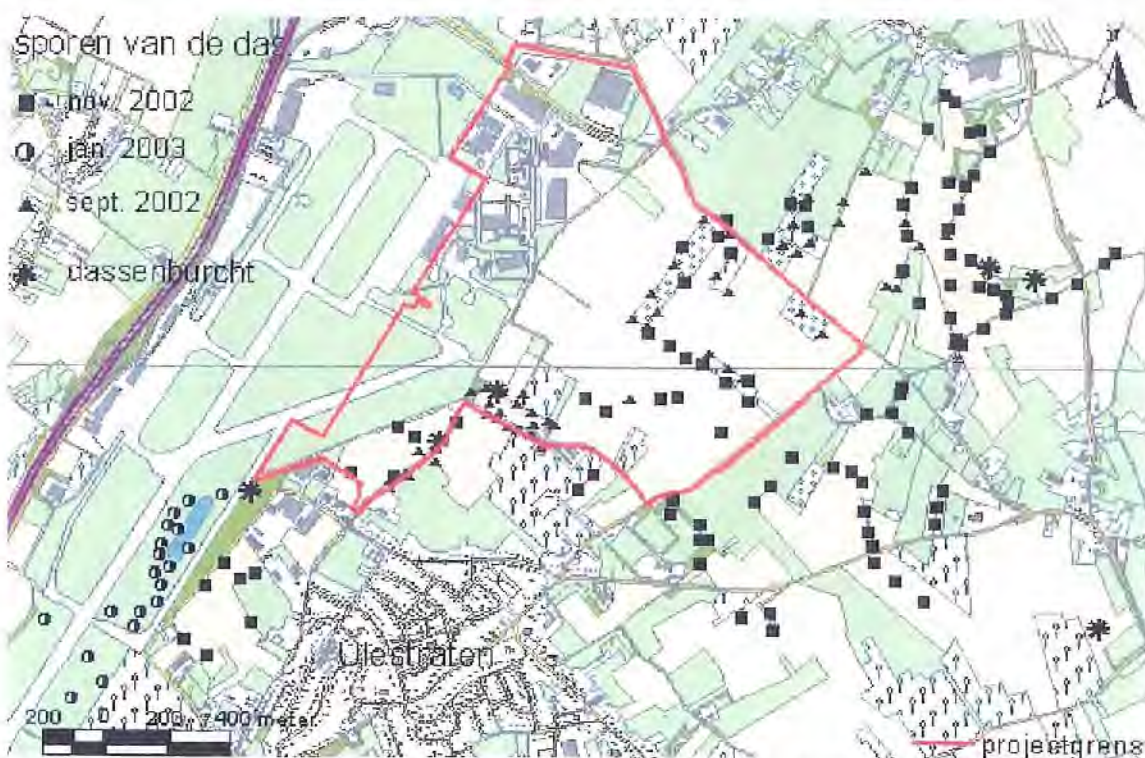 sporen van de das
nov. 2002
jan. 2003
sept. 2002
dassenburcht
Ulestraten
200 0 200 400 meter
projectgrens